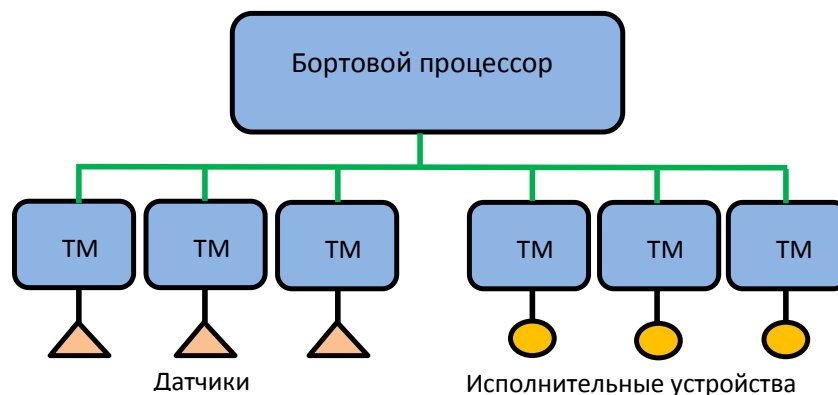 Бортовой процессор
ТМ ТМ ТМ ТМ ТМ ТМ
Датчики Исполнительные устройства